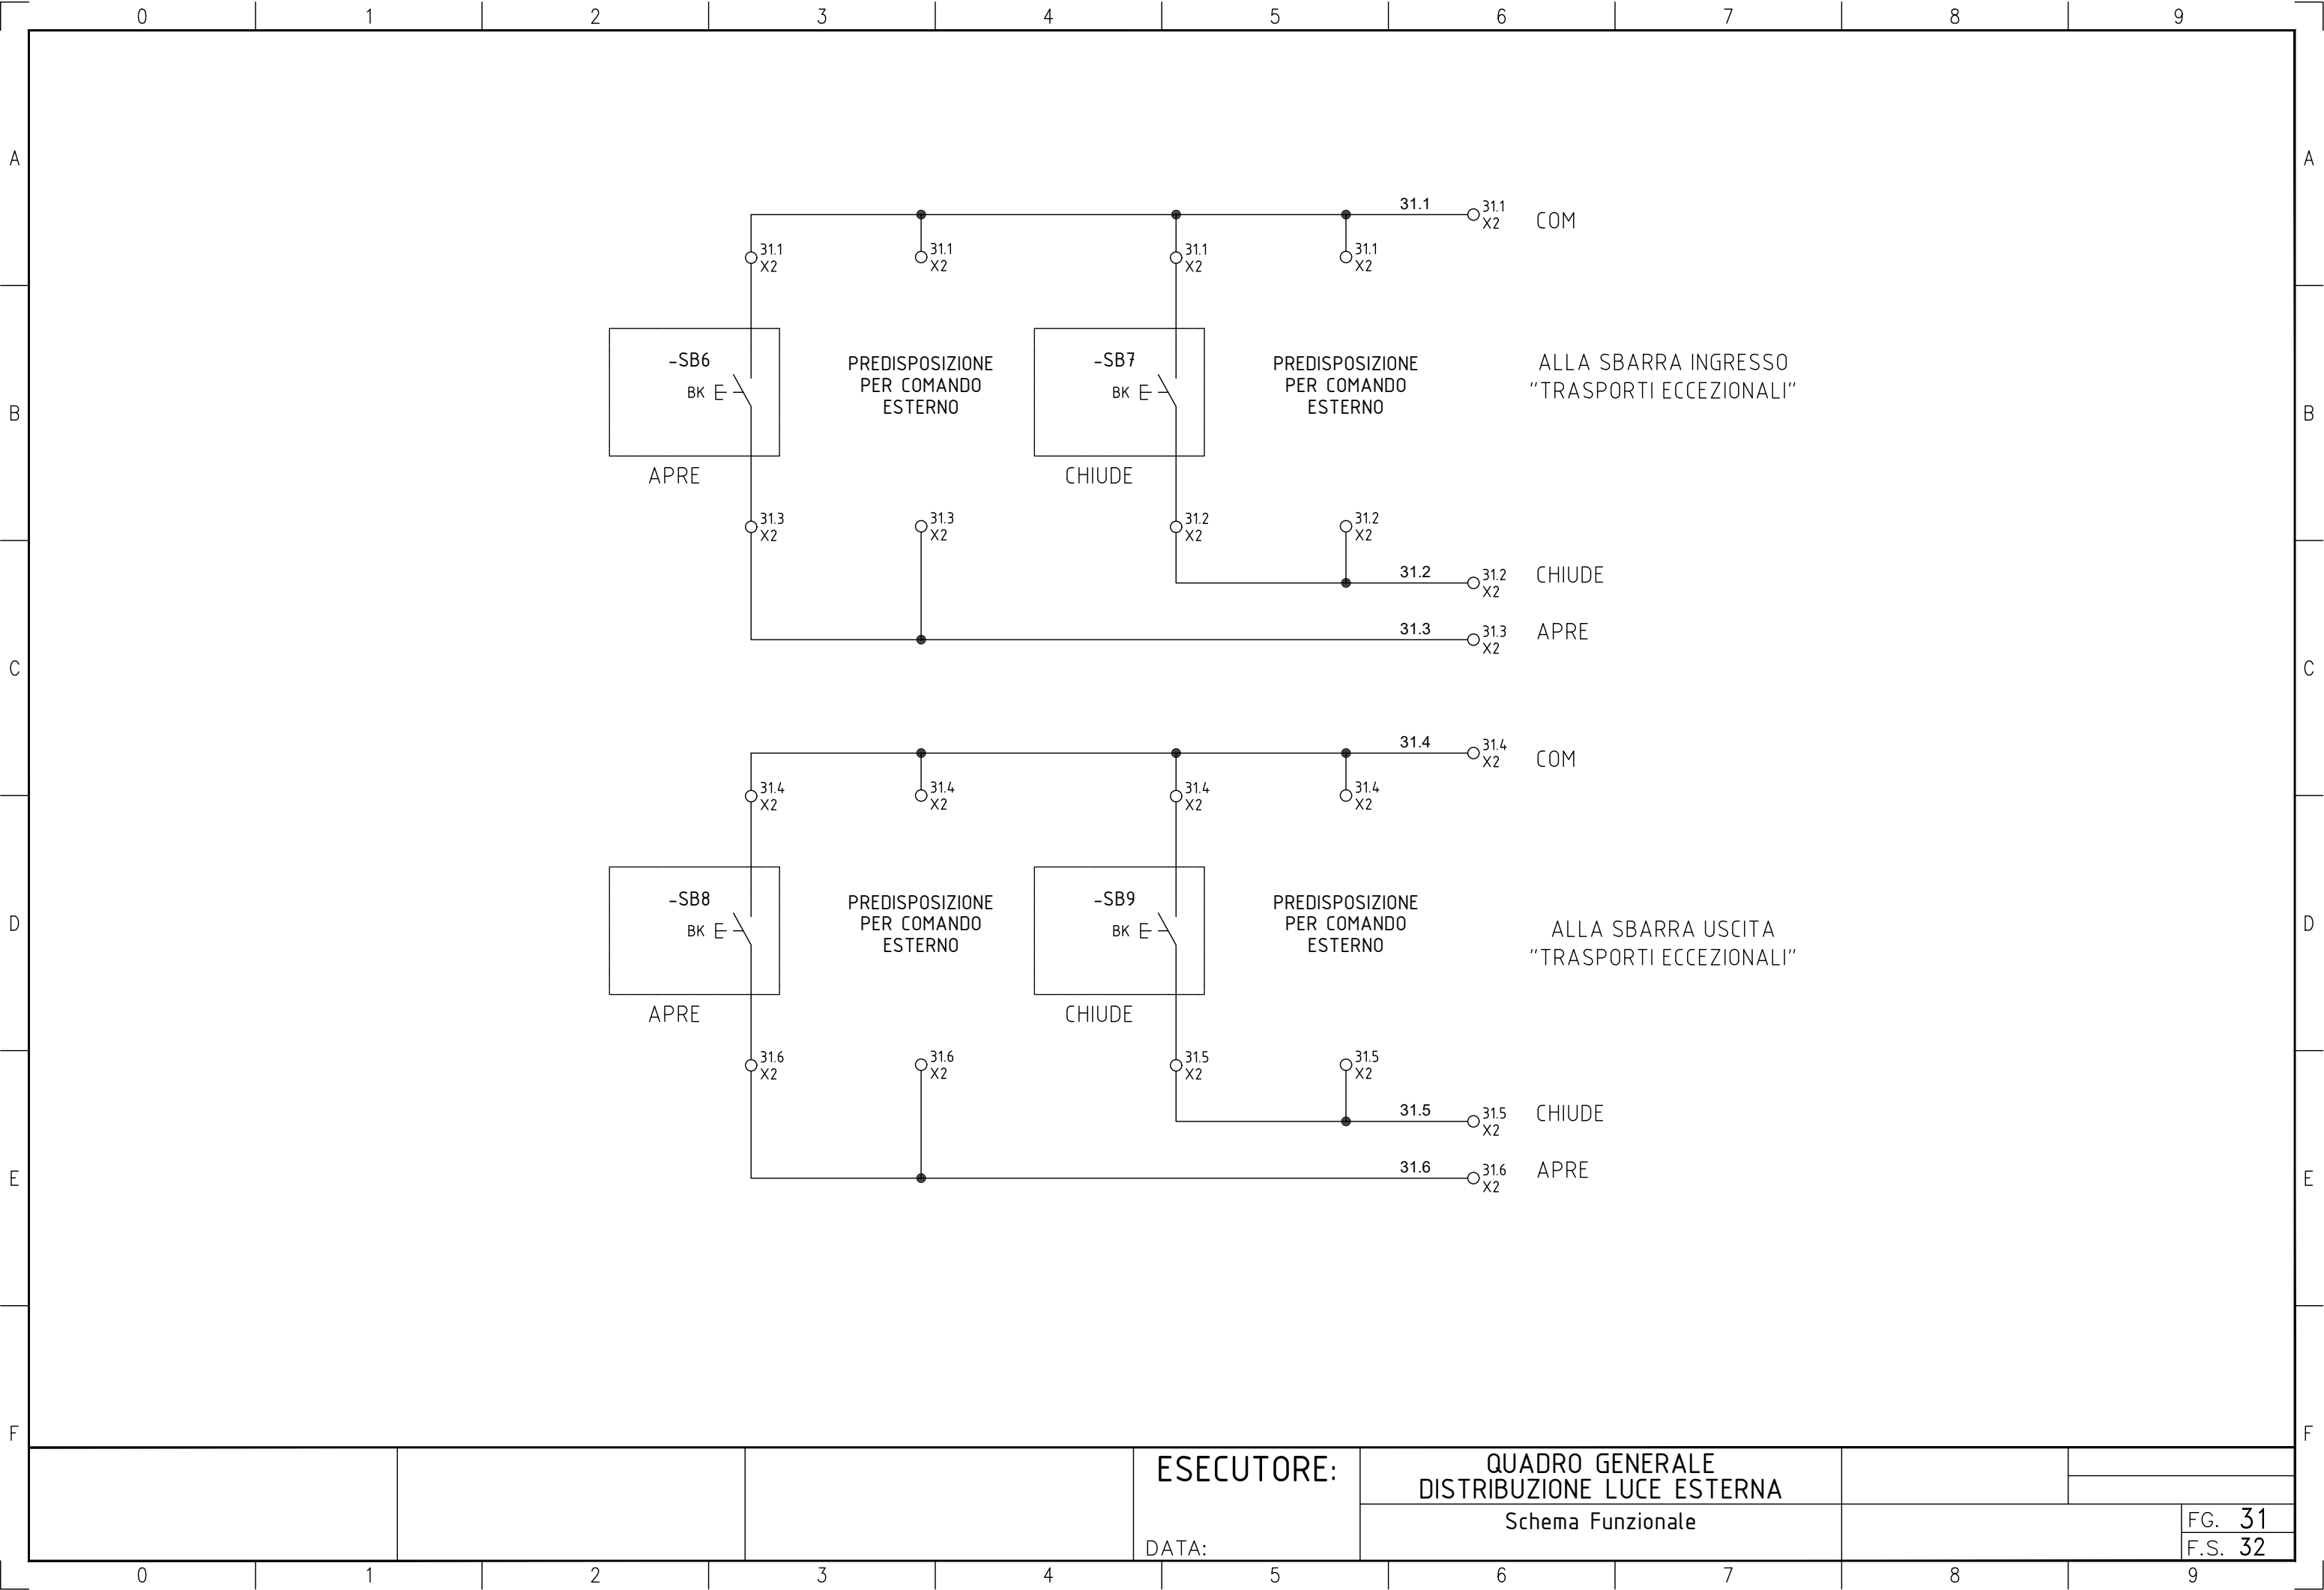 0 1 2 3 4 5 6 7 8 9
A A
31.1 31.1
X2 COM
31.1 31.1 31.1 31.1
X2 X2 X2 X2
B B
-SB6
BK
APRE
PREDISPOSIZIONE
PER COMANDO
ESTERNO
-SB7
BK
CHIUDE
PREDISPOSIZIONE
PER COMANDO
ESTERNO
ALLA SBARRA INGRESSO
"TRASPORTI ECCEZIONALI"
31.3 31.3 31.2 31.2
X2 X2 X2 X2
31.2 31.2
X2 CHIUDE
31.3 31.3
X2 APRE
C C
31.4 31.4
X2 COM
31.4 31.4 31.4 31.4
X2 X2 X2 X2
D D
-SB8
BK
APRE
PREDISPOSIZIONE
PER COMANDO
ESTERNO
-SB9
BK
CHIUDE
PREDISPOSIZIONE
PER COMANDO
ESTERNO
ALLA SBARRA USCITA
"TRASPORTI ECCEZIONALI"
31.6 31.6 31.5 31.5
X2 X2 X2 X2
31.5 31.5
X2 CHIUDE
31.6 31.6
X2 APRE
E E
F F
ESECUTORE:
DATA:
QUADRO GENERALE
DISTRIBUZIONE LUCE ESTERNA
Schema Funzionale
FG. 31
F.S. 32
0 1 2 3 4 5 6 7 8 9